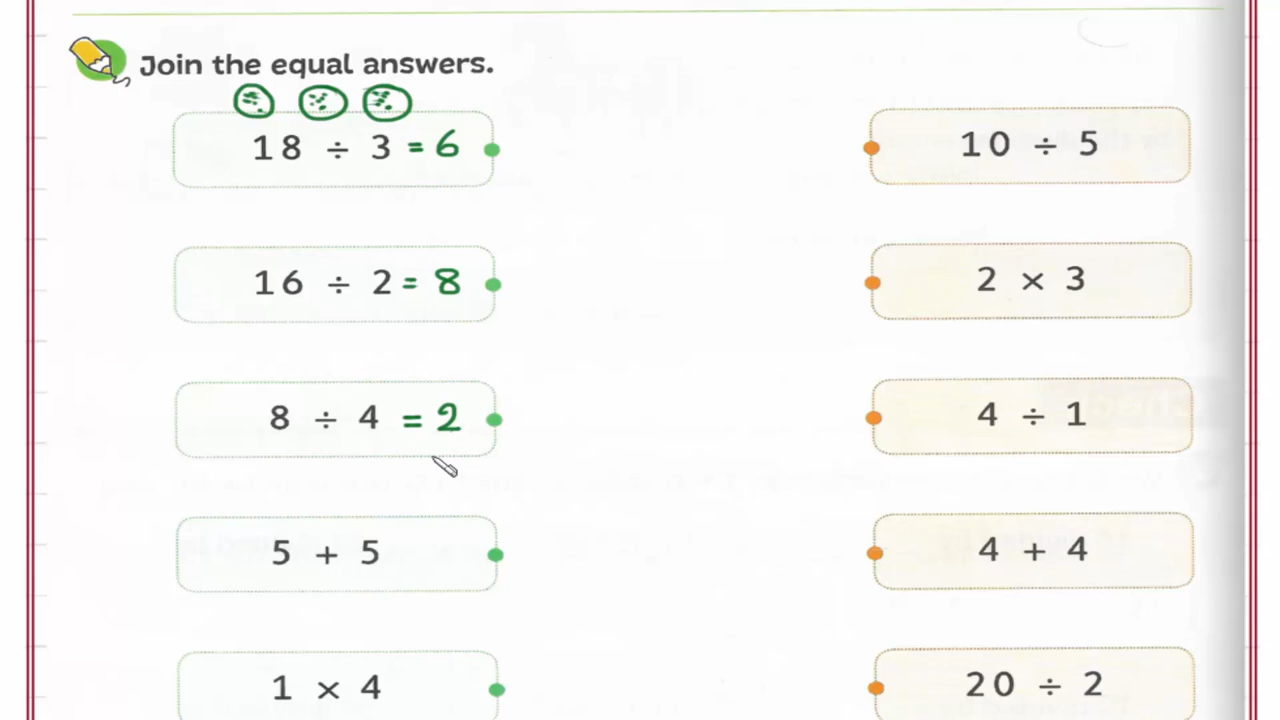 Join the equal answers.
18 ÷ 3 = 6
10 ÷ 5
16 ÷ 2 = 8
2 × 3
8 ÷ 4 = 2
4 ÷ 1
5 + 5
4 + 4
1 × 4
20 ÷ 2